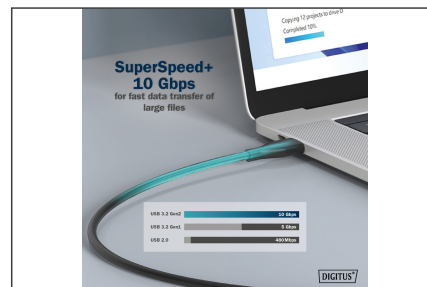 Copying 12 projects to drive D
Completed 10%
SuperSpeed+
10 Gbps
for fast data transfer of
large files
USB 3.2 Gen2 10 Gbps
USB 3.2 Gen1 5 Gbps
USB 2.0 480Mbps
DIGITUS®